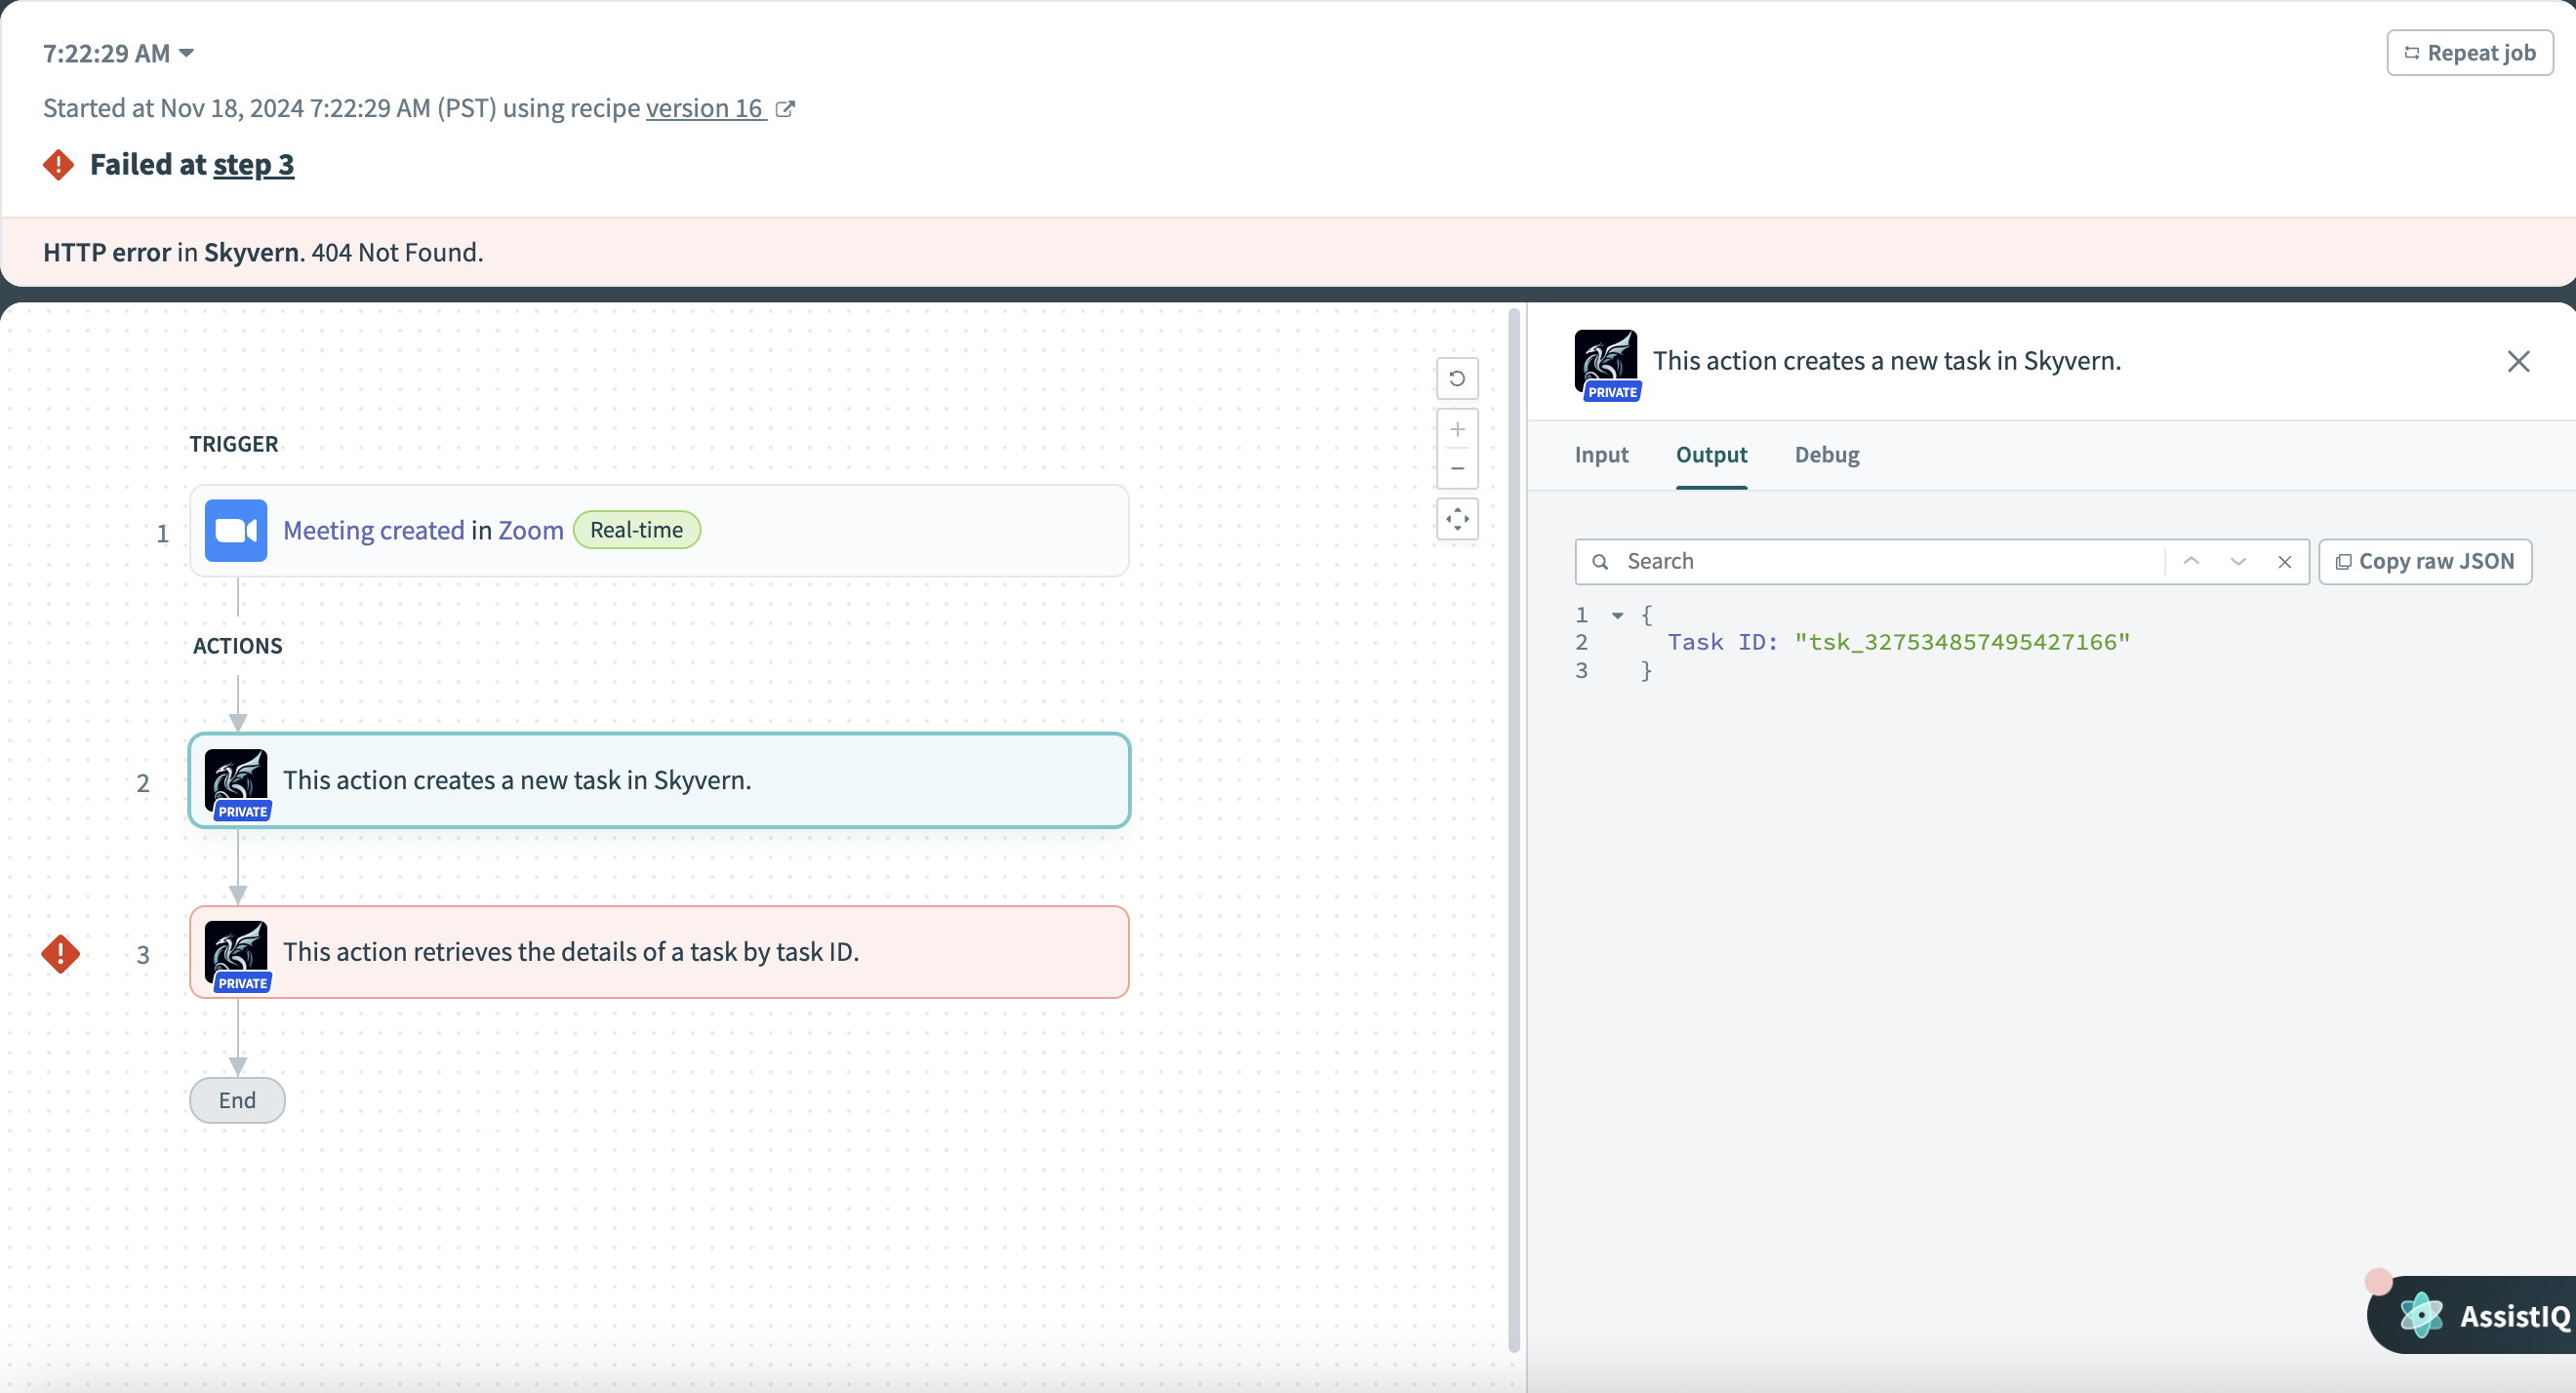 7:22:29 AM
Repeat job
Started at Nov 18, 2024 7:22:29 AM (PST) using recipe version 16
Failed at step 3
HTTP error in Skyvern. 404 Not Found.
TRIGGER
1 Meeting created in Zoom Real-time
ACTIONS
2 This action creates a new task in Skyvern.
PRIVATE
3 This action retrieves the details of a task by task ID.
PRIVATE
End
This action creates a new task in Skyvern.
PRIVATE
Input Output Debug
Search
Copy raw JSON
1 {
2 Task ID: "tsk_327534857495427166"
3 }
AssistIQ